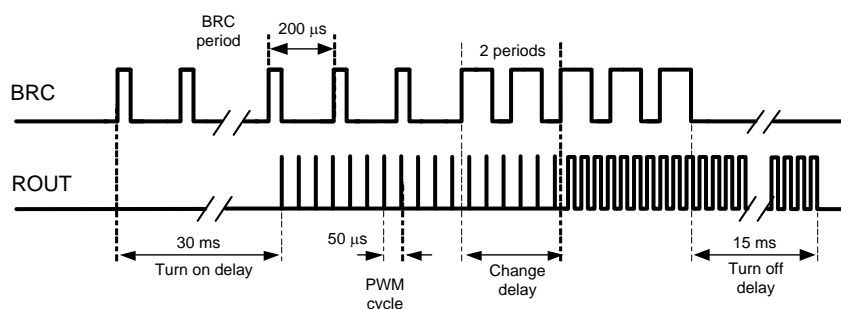 BRC
period
200 µs
2 periods
BRC
ROUT
30 ms
Turn on delay
50 µs
PWM
cycle
Change
delay
15 ms
Turn off
delay